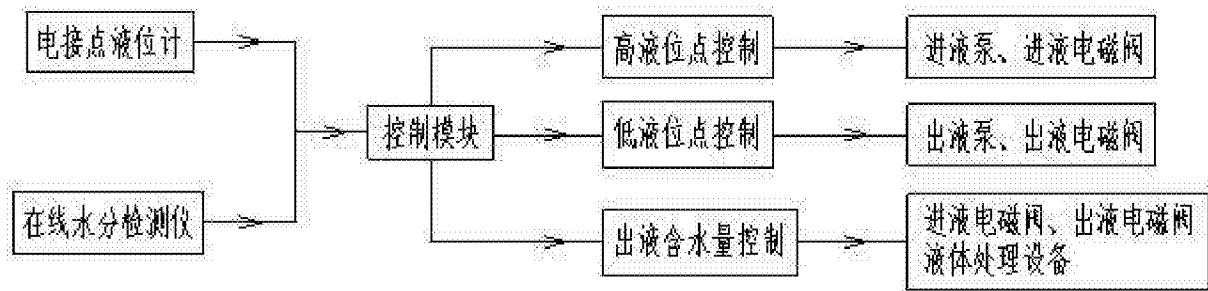 电接点液位计
高液位点控制
进液泵、进液电磁阀
控制模块
低液位点控制
出液泵、出液电磁阀
在线水分检测仪
出液含水量控制
进液电磁阀、出液电磁阀
液体处理设备